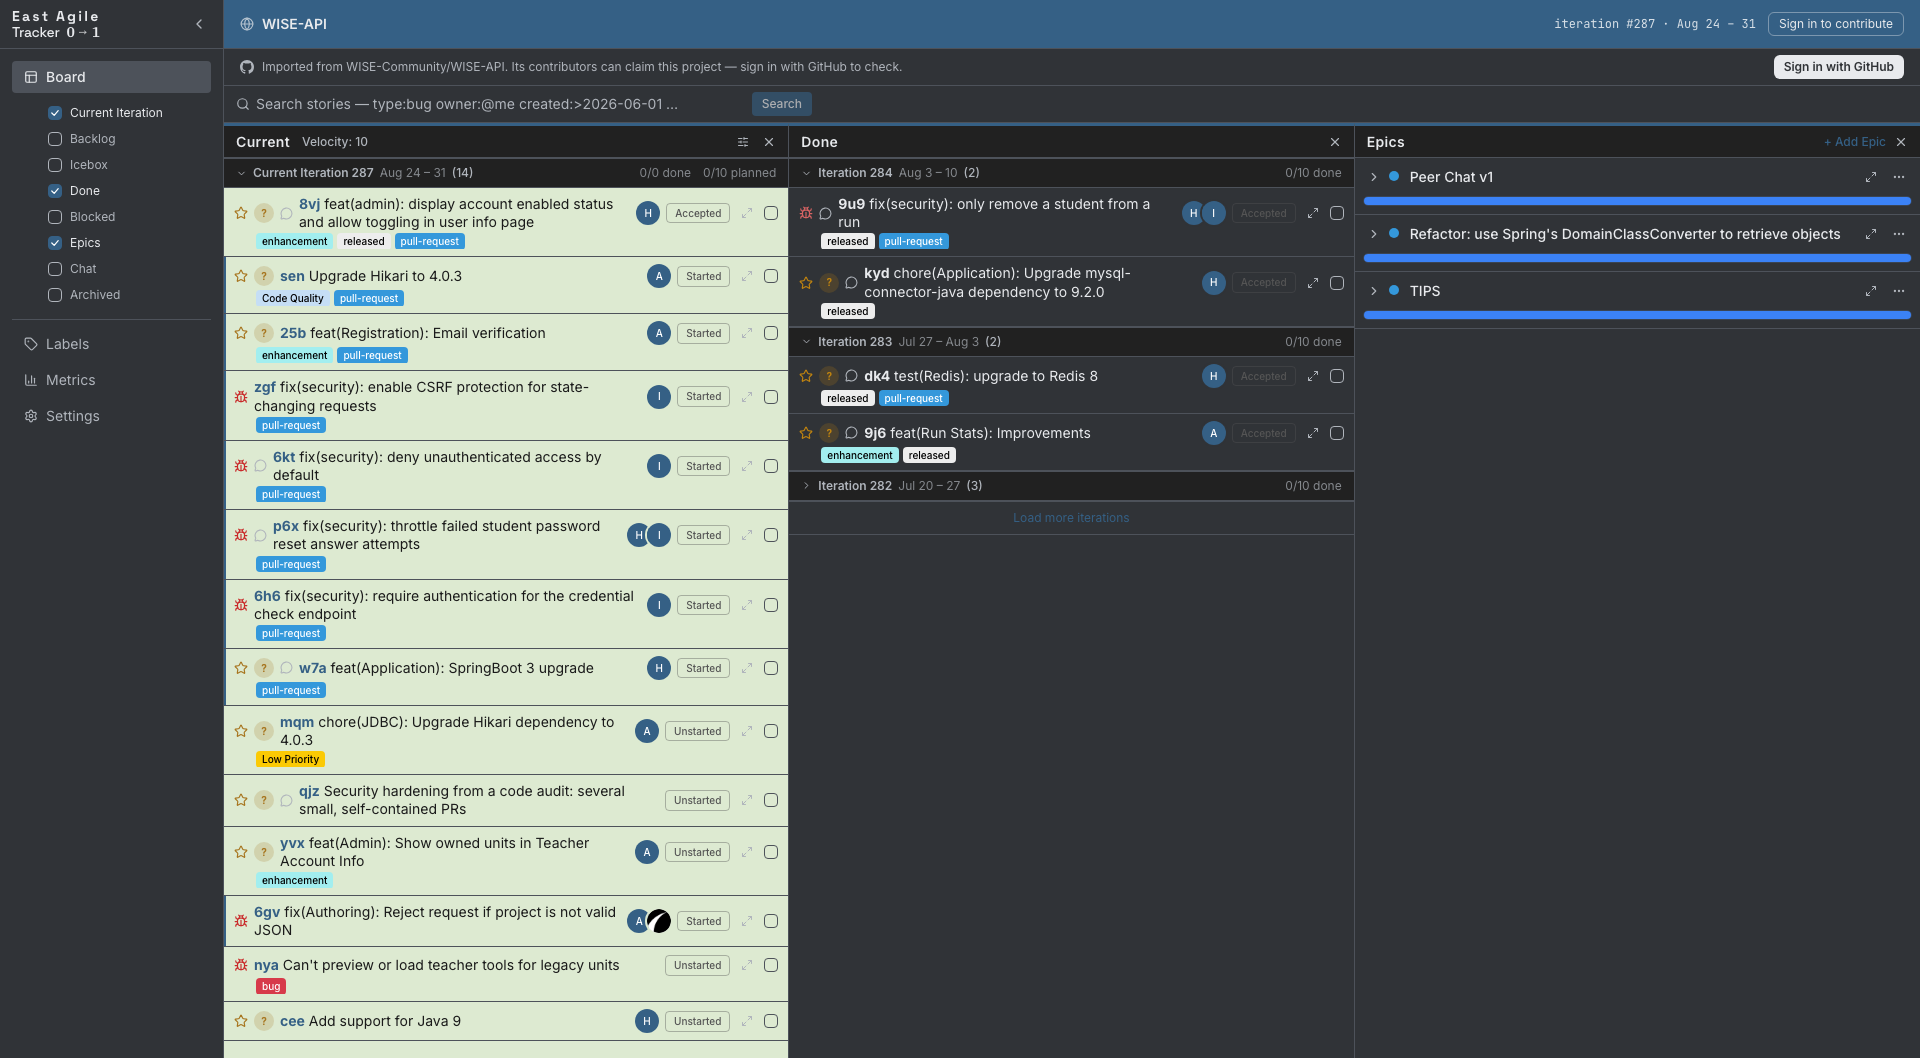 East Agile
Tracker 0→1
Board
Current Iteration
Backlog
Icebox
Done
Blocked
Epics
Chat
Archived
Labels
Metrics
Settings
WISE-API
iteration #287 · Aug 24 – 31
Sign in to contribute
Imported from WISE-Community/WISE-API. Its contributors can claim this project — sign in with GitHub to check.
Sign in with GitHub
Search stories — type:bug owner:@me created:>2026-06-01 ...
Search
Current Velocity: 10
Current Iteration 287 Aug 24 – 31 (14) 0/0 done 0/10 planned
? 8vj feat(admin): display account enabled status
and allow toggling in user info page
H Accepted
enhancement released pull-request
? sen Upgrade Hikari to 4.0.3 A Started
Code Quality pull-request
? 25b feat(Registration): Email verification A Started
enhancement pull-request
zgf fix(security): enable CSRF protection for state-
changing requests
I Started
pull-request
6kt fix(security): deny unauthenticated access by
default
I Started
pull-request
p6x fix(security): throttle failed student password
reset answer attempts
H I Started
pull-request
6h6 fix(security): require authentication for the credential
check endpoint
I Started
pull-request
? w7a feat(Application): SpringBoot 3 upgrade H Started
pull-request
? mqm chore(JDBC): Upgrade Hikari dependency to
4.0.3
A Unstarted
Low Priority
? qjz Security hardening from a code audit: several
small, self-contained PRs
Unstarted
? yvx feat(Admin): Show owned units in Teacher
Account Info
A Unstarted
enhancement
6gv fix(Authoring): Reject request if project is not valid
JSON
A Started
nya Can't preview or load teacher tools for legacy units Unstarted
bug
? cee Add support for Java 9 H Unstarted
Done
Iteration 284 Aug 3 – 10 (2) 0/10 done
9u9 fix(security): only remove a student from a
run
H I Accepted
released pull-request
? kyd chore(Application): Upgrade mysql-
connector-java dependency to 9.2.0
H Accepted
released
Iteration 283 Jul 27 – Aug 3 (2) 0/10 done
? dk4 test(Redis): upgrade to Redis 8 H Accepted
released pull-request
? 9j6 feat(Run Stats): Improvements A Accepted
enhancement released
Iteration 282 Jul 20 – 27 (3) 0/10 done
Load more iterations
Epics + Add Epic
Peer Chat v1
Refactor: use Spring's DomainClassConverter to retrieve objects
TIPS